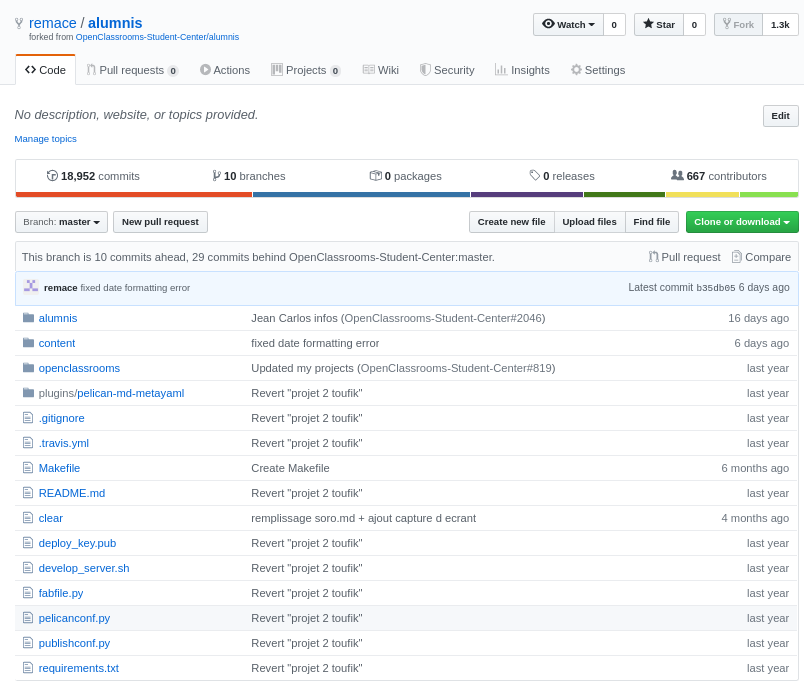 remace / alumnis
forked from OpenClassrooms-Student-Center/alumnis
Watch 0 Star 0 Fork 1.3k
Code Pull requests 0 Actions Projects 0 Wiki Security Insights Settings
No description, website, or topics provided. Edit
Manage topics
18,952 commits 10 branches 0 packages 0 releases 667 contributors
Branch: master New pull request Create new file Upload files Find file Clone or download
This branch is 10 commits ahead, 29 commits behind OpenClassrooms-Student-Center:master. Pull request Compare
remace fixed date formatting error Latest commit b35db05 6 days ago
alumnis Jean Carlos infos (OpenClassrooms-Student-Center#2046) 16 days ago
content fixed date formatting error 6 days ago
openclassrooms Updated my projects (OpenClassrooms-Student-Center#819) last year
plugins/pelican-md-metayaml Revert "projet 2 toufik" last year
.gitignore Revert "projet 2 toufik" last year
.travis.yml Revert "projet 2 toufik" last year
Makefile Create Makefile 6 months ago
README.md Revert "projet 2 toufik" last year
clear remplissage soro.md + ajout capture d ecrant 4 months ago
deploy_key.pub Revert "projet 2 toufik" last year
develop_server.sh Revert "projet 2 toufik" last year
fabfile.py Revert "projet 2 toufik" last year
pelicanconf.py Revert "projet 2 toufik" last year
publishconf.py Revert "projet 2 toufik" last year
requirements.txt Revert "projet 2 toufik" last year